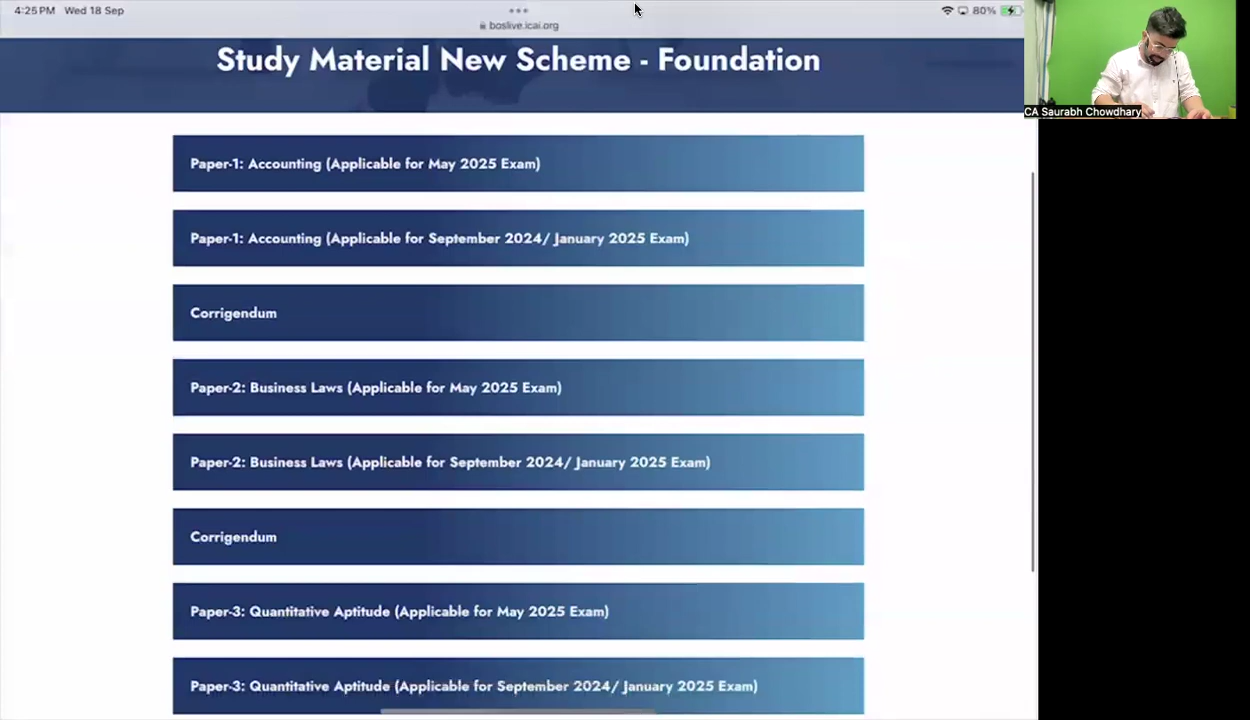 4:25 PM Wed 18 Sep
80%
boslive.icai.org
Study Material New Scheme - Foundation
CA Saurabh Chowdhary
Paper-1: Accounting (Applicable for May 2025 Exam)
Paper-1: Accounting (Applicable for September 2024/ January 2025 Exam)
Corrigendum
Paper-2: Business Laws (Applicable for May 2025 Exam)
Paper-2: Business Laws (Applicable for September 2024/ January 2025 Exam)
Corrigendum
Paper-3: Quantitative Aptitude (Applicable for May 2025 Exam)
Paper-3: Quantitative Aptitude (Applicable for September 2024/ January 2025 Exam)